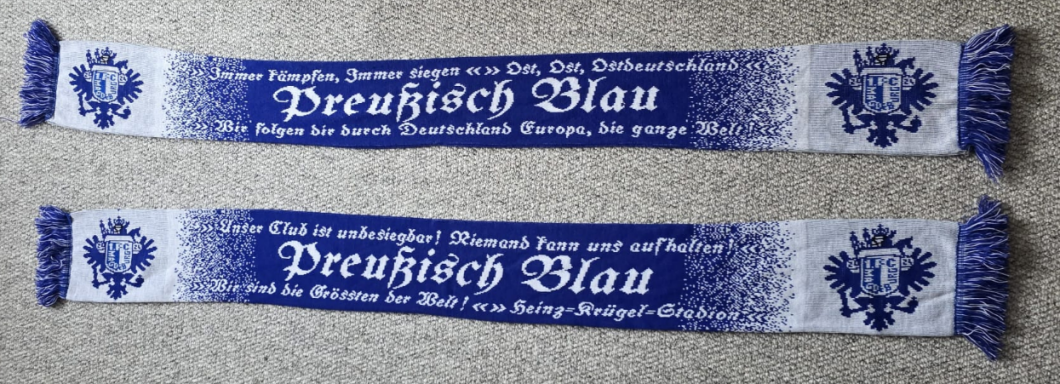 Immer kämpfen, Immer siegen «» Ost, Ost, Ostdeutschland
Preußisch Blau
Wir folgen dir durch Deutschland Europa, die ganze Welt!
Unser Club ist unbesiegbar! Niemand kann uns aufhalten!
Preußisch Blau
Wir sind die Grössten der Welt! «» Heinz-Krügel-Stadion